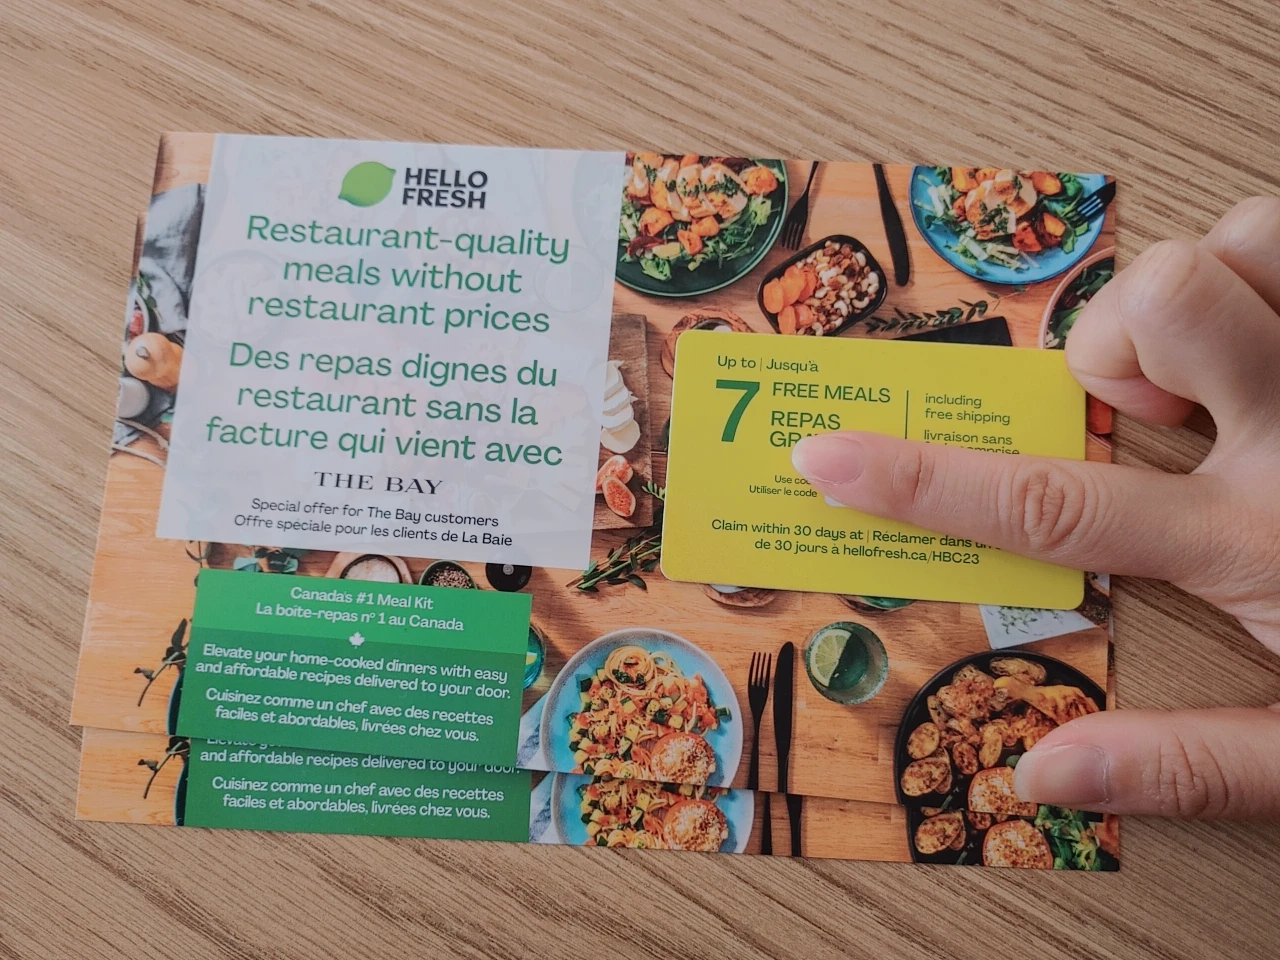 HELLO
FRESH
Restaurant-quality
meals without
restaurant prices
Des repas dignes du
restaurant sans la
facture qui vient avec
THE BAY
Special offer for The Bay customers
Offre speciale pour les clients de La Baie
Canada's #1 Meal Kit
La boîte-repas n° 1 au Canada
Elevate your home-cooked dinners with easy
and affordable recipes delivered to your door.
Cuisinez comme un chef avec des recettes
faciles et abordables, livrées chez vous.
and affordable recipes delivered to your door.
Cuisinez comme un chef avec des recettes
faciles et abordables, livrées chez vous.
Up to | Jusqu'à
7 FREE MEALS
REPAS
including
free shipping
livraison sans
Use
Utiliser le code
Claim within 30 days at | Réclamer dans
de 30 jours à hellofresh.ca/HBC23